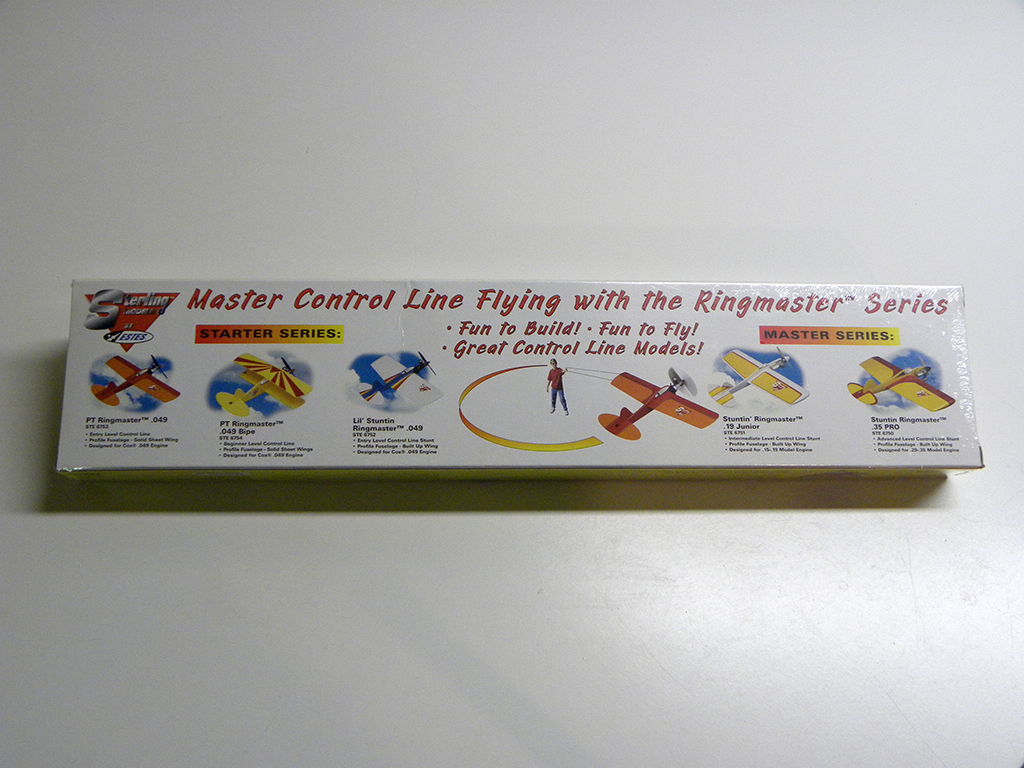 Sterling
MODELS
BY
ESTES
Master Control Line Flying with the Ringmaster™ Series
STARTER SERIES:
• Fun to Build! • Fun to Fly!
• Great Control Line Models!
MASTER SERIES:
PT Ringmaster™ .049
STE 6753
• Entry Level Control Line
• Profile Fuselage - Solid Sheet Wing
• Designed for Cox® .049 Engine
PT Ringmaster™
.049 Bipe
STE 6754
• Beginner Level Control Line
• Profile Fuselage - Solid Sheet Wings
• Designed for Cox® .049 Engine
Lil' Stuntin
Ringmaster™ .049
STE 6752
• Entry Level Control Line Stunt
• Profile Fuselage - Built Up Wing
• Designed for Cox® .049 Engine
Stuntin' Ringmaster™
.19 Junior
STE 6751
• Intermediate Level Control Line Stunt
• Profile Fuselage - Built Up Wing
• Designed for .15-.19 Model Engine
Stuntin Ringmaster™
.35 PRO
STE 6750
• Advanced Level Control Line Stunt
• Profile Fuselage - Built Up Wing
• Designed for .29-.35 Model Engine